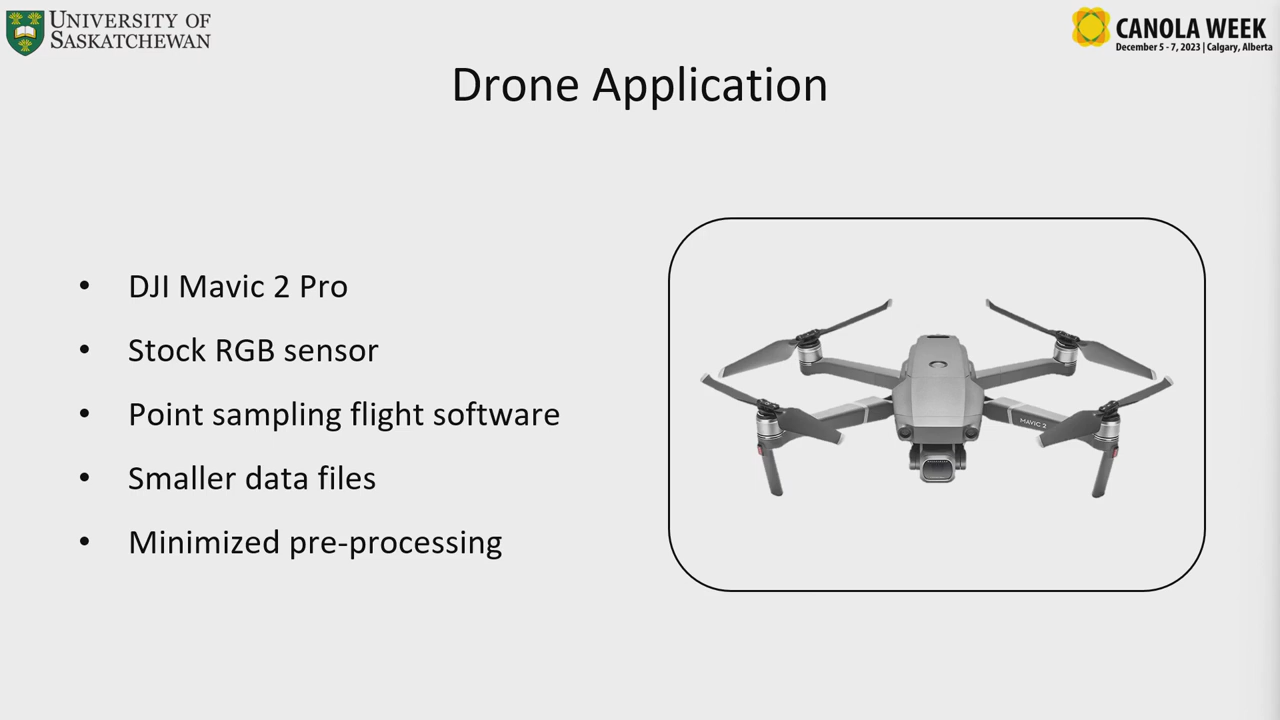 UNIVERSITY OF
SASKATCHEWAN
CANOLA WEEK
December 5 - 7, 2023 | Calgary, Alberta
Drone Application
• DJI Mavic 2 Pro
• Stock RGB sensor
• Point sampling flight software
• Smaller data files
• Minimized pre-processing
MAVIC 2